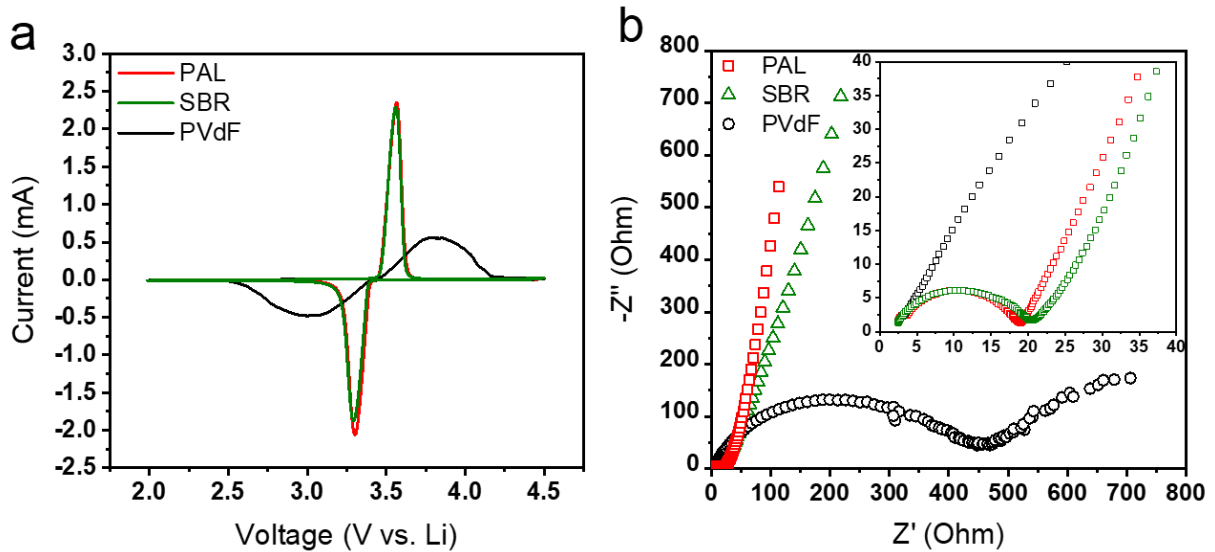 a
3.0
2.5
2.0
1.5
1.0
0.5
0.0
-0.5
-1.0
-1.5
-2.0
-2.5
Current (mA)
PAL
SBR
PVdF
2.0 2.5 3.0 3.5 4.0 4.5
Voltage (V vs. Li)
b
800
700
600
500
400
300
200
100
0
-Z'' (Ohm)
PAL
SBR
PVdF
40
35
30
25
20
15
10
5
0
0 5 10 15 20 25 30 35 40
0 100 200 300 400 500 600 700 800
Z' (Ohm)